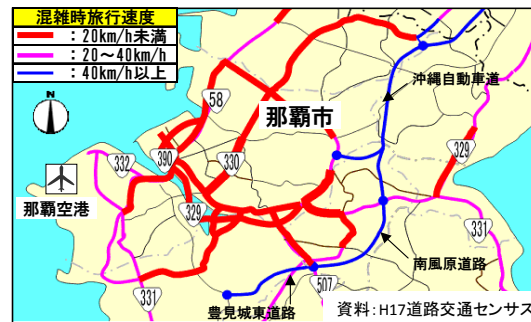 混雑時旅行速度
：20km/h未満
：20～40km/h
：40km/h以上
N
沖縄自動車道
58
那覇市
332
390
330
329
329
那覇空港
331
南風原道路
331
507
豊見城東道路
資料：H17道路交通センサス